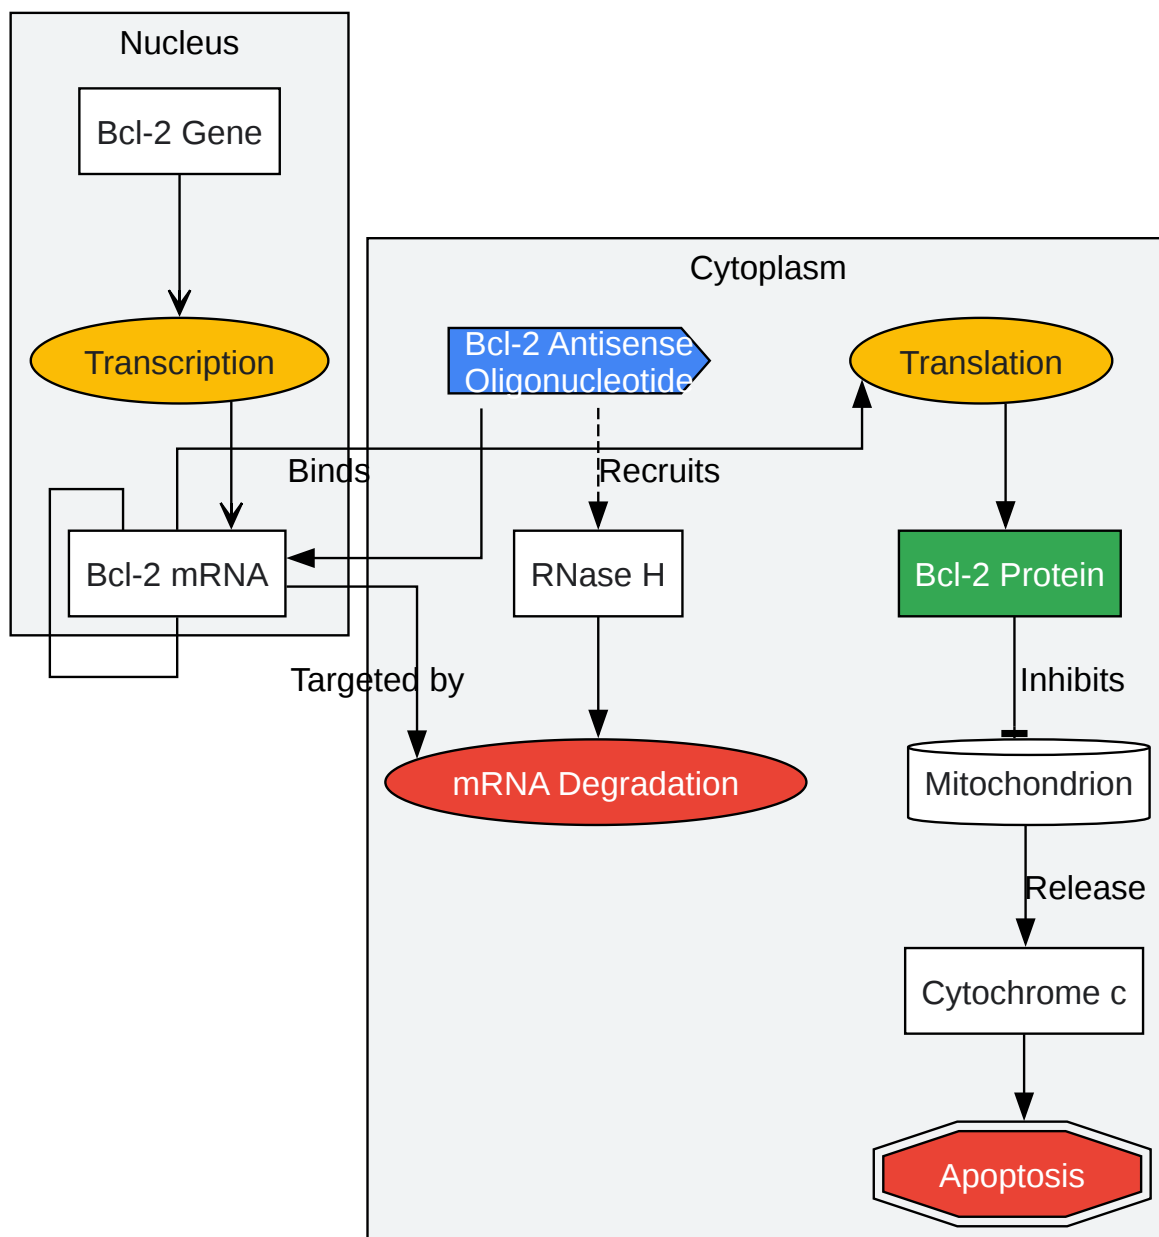 Nucleus
Bcl-2 Gene
Cytoplasm
Bcl-2 Antisense
Oligonucleotide
Transcription
Translation
Binds
Recruits
Bcl-2 mRNA
RNase H
Bcl-2 Protein
Targeted by
Inhibits
mRNA Degradation
Mitochondrion
Release
Cytochrome c
Apoptosis